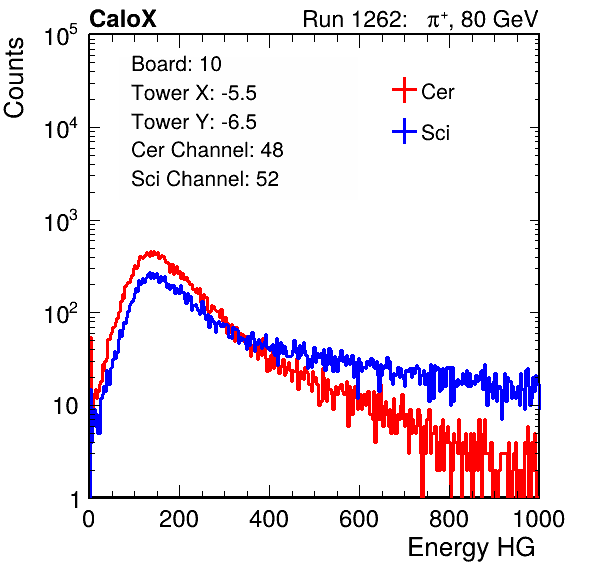 CaloX Run 1262: π⁺, 80 GeV
Counts
10⁵
10⁴
10³
10²
10
1
Board: 10
Tower X: -5.5
Tower Y: -6.5
Cer Channel: 48
Sci Channel: 52
Cer
Sci
0 200 400 600 800 1000
Energy HG